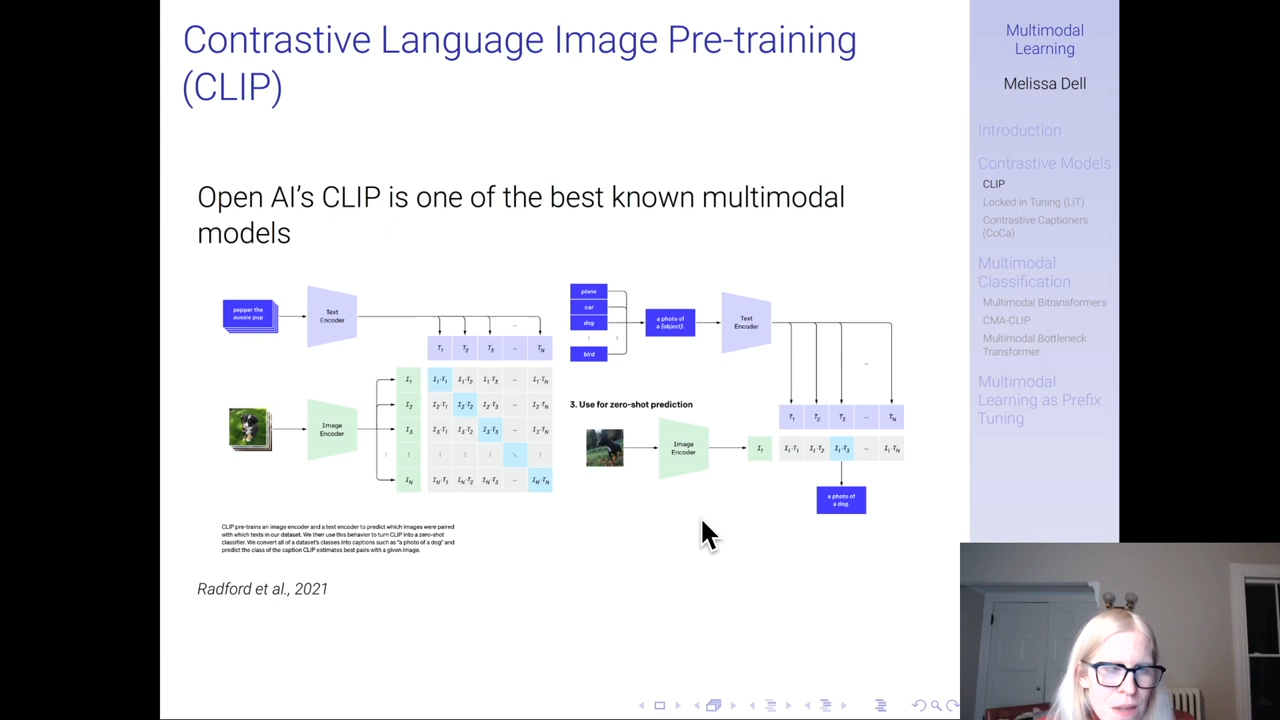 Contrastive Language Image Pre-training
(CLIP)
Open AI's CLIP is one of the best known multimodal
models
pepper the
aussie pup
Text
Encoder
T₁ T₂ T₃ ... T_N
Image
Encoder
I₁ I₁·T₁ I₁·T₂ I₁·T₃ ... I₁·T_N
I₂ I₂·T₁ I₂·T₂ I₂·T₃ ... I₂·T_N
I₃ I₃·T₁ I₃·T₂ I₃·T₃ ... I₃·T_N
⋮ ⋮ ⋮ ⋮ ⋱ ⋮
I_N I_N·T₁ I_N·T₂ I_N·T₃ ... I_N·T_N
plane
car
dog
⋮
bird
a photo of
a {object}.
Text
Encoder
...
T₁ T₂ T₃ ... T_N
3. Use for zero-shot prediction
Image
Encoder
I₁ I₁·T₁ I₁·T₂ I₁·T₃ ... I₁·T_N
a photo of
a dog.
CLIP pre-trains an image encoder and a text encoder to predict which images were paired
with which texts in our dataset. We then use this behavior to turn CLIP into a zero-shot
classifier. We convert all of a dataset's classes into captions such as "a photo of a dog" and
predict the class of the caption CLIP estimates best pairs with a given image.
Radford et al., 2021
Multimodal
Learning
Melissa Dell
Introduction
Contrastive Models
CLIP
Locked in Tuning (LiT)
Contrastive Captioners
(CoCa)
Multimodal
Classification
Multimodal Bitransformers
CMA-CLIP
Multimodal Bottleneck
Transformer
Multimodal
Learning as Prefix
Tuning